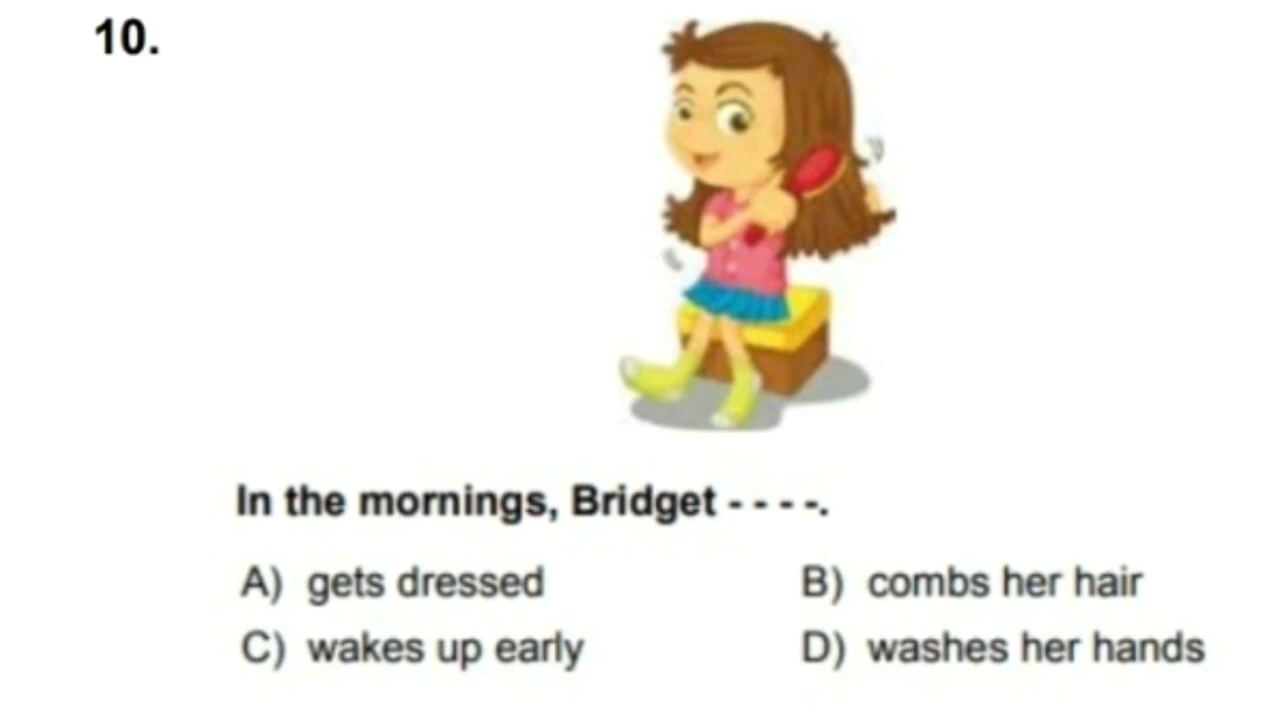 10.
In the mornings, Bridget - - - -.
A) gets dressed
B) combs her hair
C) wakes up early
D) washes her hands